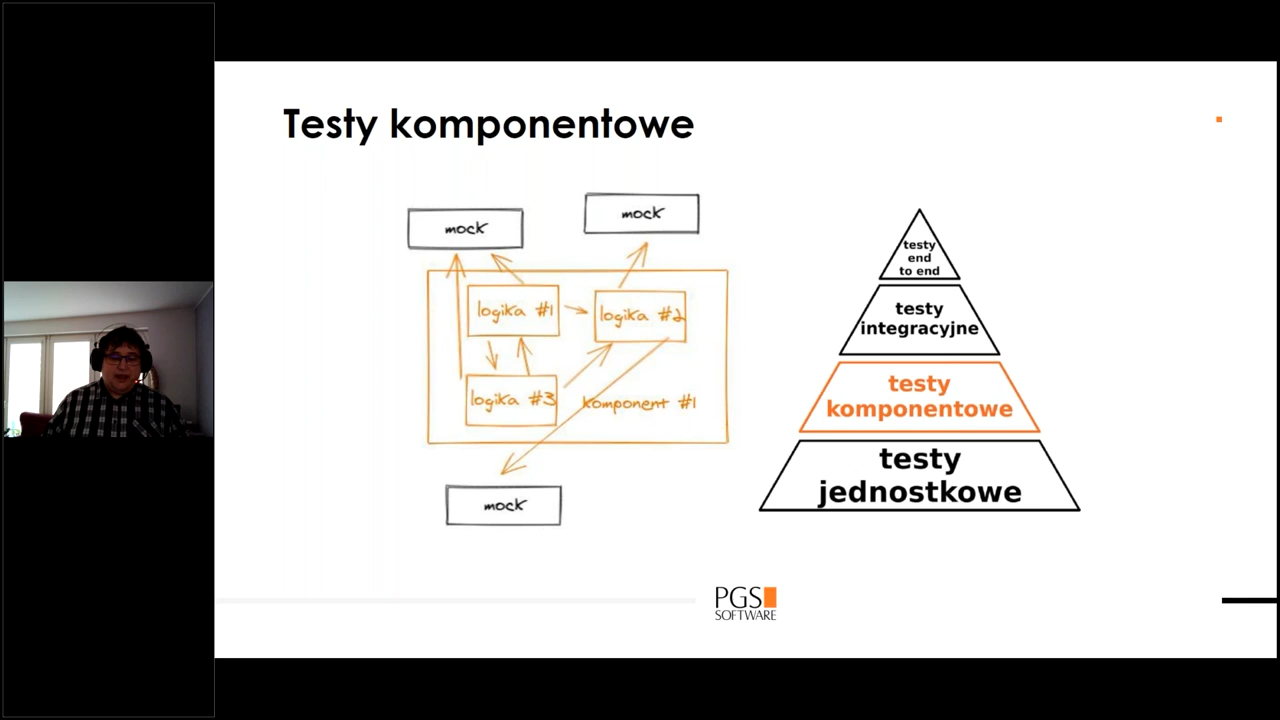 Testy komponentowe
mock
mock
logika #1
logika #2
logika #3
komponent #1
mock
testy
end
to end
testy
integracyjne
testy
komponentowe
testy
jednostkowe
PGS
SOFTWARE